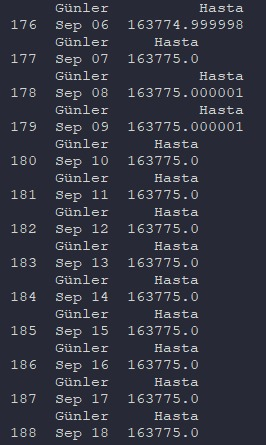 Günler Hasta
176 Sep 06 163774.999998
Günler Hasta
177 Sep 07 163775.0
Günler Hasta
178 Sep 08 163775.000001
Günler Hasta
179 Sep 09 163775.000001
Günler Hasta
180 Sep 10 163775.0
Günler Hasta
181 Sep 11 163775.0
Günler Hasta
182 Sep 12 163775.0
Günler Hasta
183 Sep 13 163775.0
Günler Hasta
184 Sep 14 163775.0
Günler Hasta
185 Sep 15 163775.0
Günler Hasta
186 Sep 16 163775.0
Günler Hasta
187 Sep 17 163775.0
Günler Hasta
188 Sep 18 163775.0